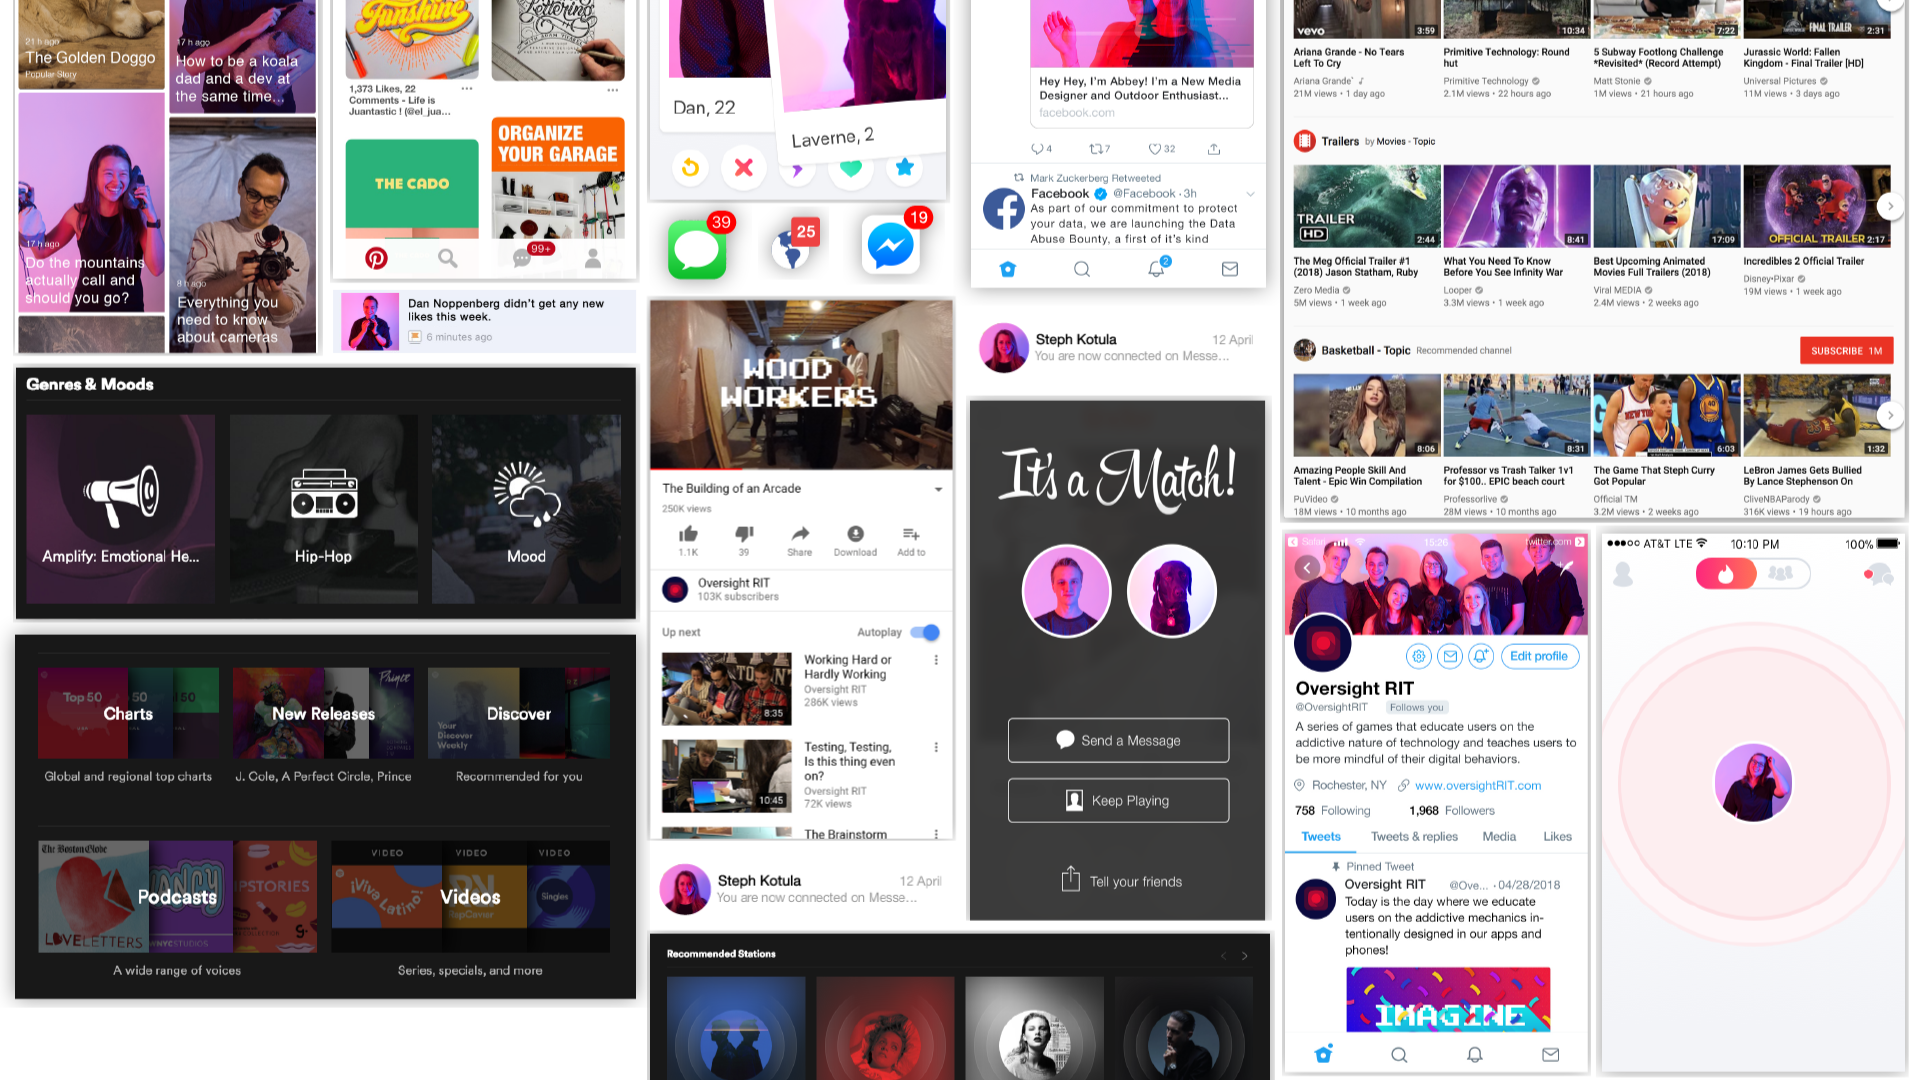 21 h ago
The Golden Doggo
Popular Story
17 h ago
How to be a koala
dad and a dev at
the same time...
17 h ago
Do the mountains
actually call and
should you go?
8 h ago
Everything you
need to know
about cameras
Funshine
Lettering
1,373 Likes, 22
Comments - Life is
Juantastic ! (@el_jua...
THE CADO
ORGANIZE
YOUR GARAGE
99+
Dan Noppenberg didn't get any new
likes this week.
6 minutes ago
Genres & Moods
Amplify: Emotional He...
Hip-Hop
Mood
Top 50
50
50
Charts
New Releases
Prince
Your
Discover
Weekly
Discover
Global and regional top charts
J. Cole, A Perfect Circle, Prince
Recommended for you
The Boston Globe
LOVE LETTERS
WNYCSTUDIOS
Podcasts
A wide range of voices
VIDEO
VIDEO
VIDEO
¡Viva Latino!
RapCaviar
Singles
Videos
Series, specials, and more
Dan, 22
Laverne, 2
39
25
19
WOOD
WORKERS
The Building of an Arcade
250K views
1.1K
39
Share
Download
Add to
Oversight RIT
103K subscribers
Up next
Autoplay
8:35
Working Hard or
Hardly Working
Oversight RIT
286K views
10:45
Testing, Testing,
Is this thing even
on?
Oversight RIT
72K views
The Brainstorm
Steph Kotula
12 April
You are now connected on Messe...
Recommended Stations
Hey Hey, I'm Abbey! I'm a New Media
Designer and Outdoor Enthusiast...
facebook.com
4
7
32
Mark Zuckerberg Retweeted
Facebook @Facebook · 3h
As part of our commitment to protect
your data, we are launching the Data
Abuse Bounty, a first of it's kind
2
Steph Kotula
12 April
You are now connected on Messe...
It's a Match!
Send a Message
Keep Playing
Tell your friends
vevo
3:59
10:34
7:22
FINAL TRAILER
2:31
Ariana Grande - No Tears
Left To Cry
Ariana Grande
21M views • 1 day ago
Primitive Technology: Round
hut
Primitive Technology
2.1M views • 22 hours ago
5 Subway Footlong Challenge
*Revisited* (Record Attempt)
Matt Stonie
1M views • 21 hours ago
Jurassic World: Fallen
Kingdom - Final Trailer [HD]
Universal Pictures
11M views • 3 days ago
Trailers by Movies - Topic
TRAILER
HD
2:44
8:41
17:09
OFFICIAL TRAILER 2:17
The Meg Official Trailer #1
(2018) Jason Statham, Ruby
Zero Media
5M views • 1 week ago
What You Need To Know
Before You See Infinity War
Looper
3.3M views • 1 week ago
Best Upcoming Animated
Movies Full Trailers (2018)
Viral MEDIA
2.4M views • 2 weeks ago
Incredibles 2 Official Trailer
Disney•Pixar
19M views • 1 week ago
Basketball - Topic Recommended channel
SUBSCRIBE 1M
8:06
8:31
6:03
1:32
Amazing People Skill And
Talent - Epic Win Compilation
PuVideo
18M views • 10 months ago
Professor vs Trash Talker 1v1
for $100.. EPIC beach court
Professorlive
28M views • 10 months ago
The Game That Steph Curry
Got Popular
Official TM
3.2M views • 2 weeks ago
LeBron James Gets Bullied
By Lance Stephenson On
CliveNBAParody
316K views • 19 hours ago
Safari
15:26
twitter.com
Edit profile
Oversight RIT
@OversightRIT Follows you
A series of games that educate users on the
addictive nature of technology and teaches users to
be more mindful of their digital behaviors.
Rochester, NY www.oversightRIT.com
758 Following 1,968 Followers
Tweets Tweets & replies Media Likes
Pinned Tweet
Oversight RIT @Ove... · 04/28/2018
Today is the day where we educate
users on the addictive mechanics in-
tentionally designed in our apps and
phones!
IMAGINE
AT&T LTE
10:10 PM
100%